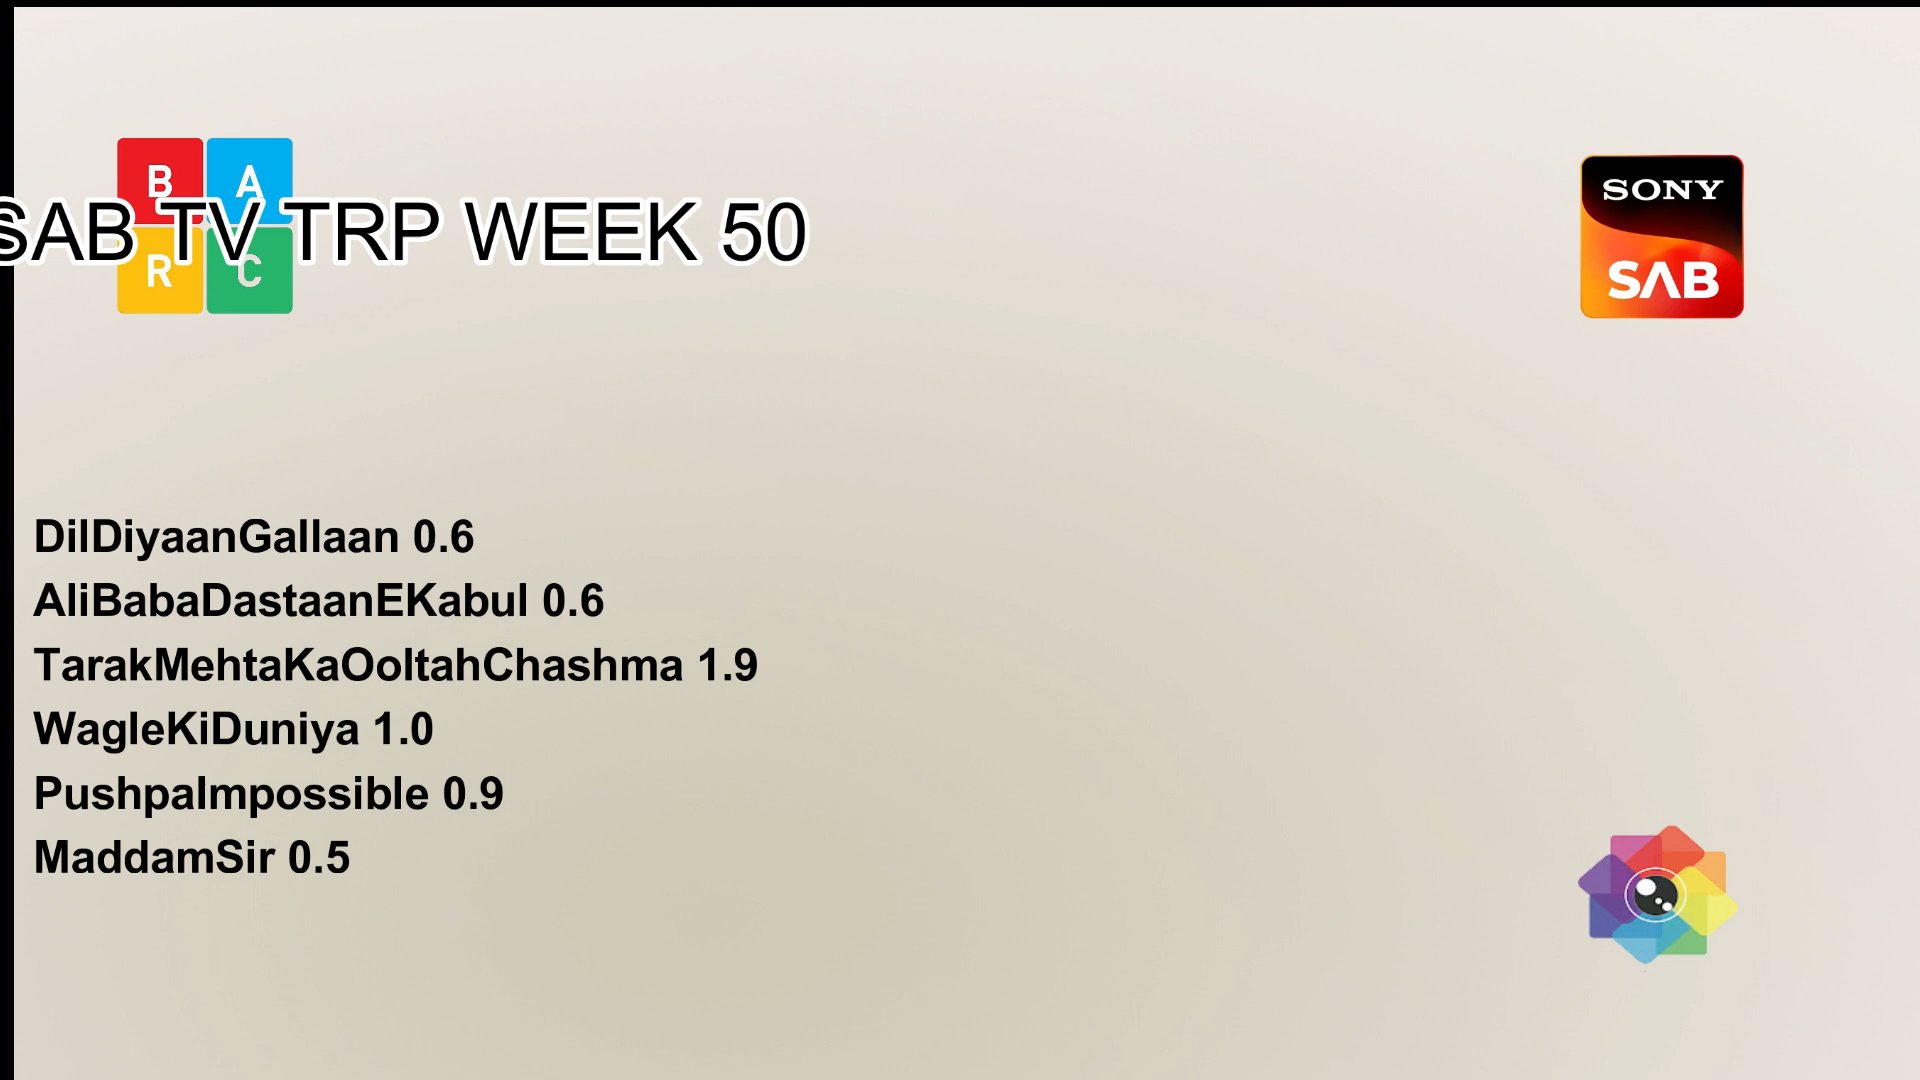 B A
SAB TV TRP WEEK 50
R C
SONY
SAB
DilDiyaanGallaan 0.6
AliBabaDastaanEKabul 0.6
TarakMehtaKaOoltahChashma 1.9
WagleKiDuniya 1.0
PushpaImpossible 0.9
MaddamSir 0.5